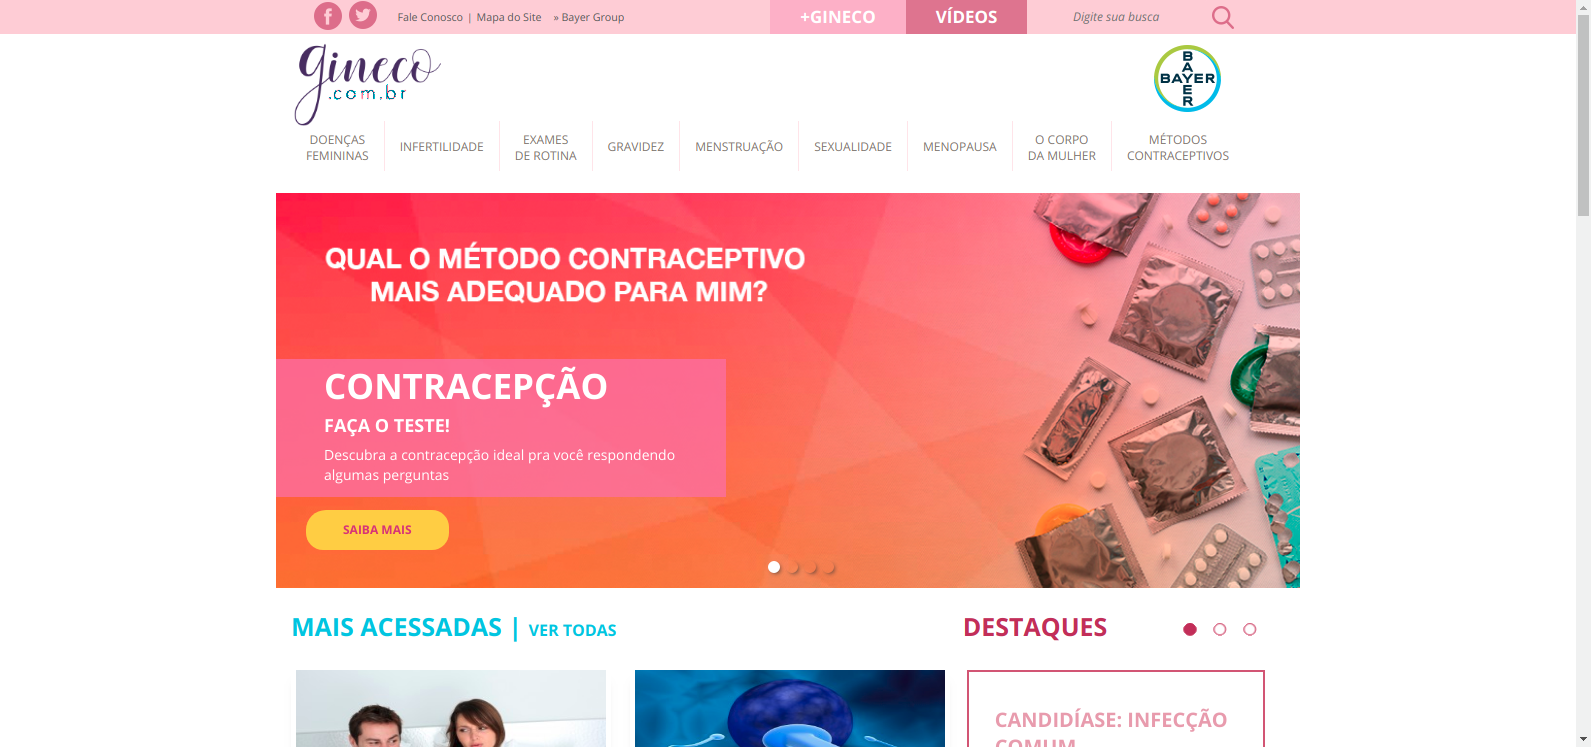 Fale Conosco | Mapa do Site » Bayer Group
+GINECO
VÍDEOS
Digite sua busca
gineco
.com.br
BAYER
BAYER
DOENÇAS
FEMININAS
INFERTILIDADE
EXAMES
DE ROTINA
GRAVIDEZ
MENSTRUAÇÃO
SEXUALIDADE
MENOPAUSA
O CORPO
DA MULHER
MÉTODOS
CONTRACEPTIVOS
QUAL O MÉTODO CONTRACEPTIVO
MAIS ADEQUADO PARA MIM?
CONTRACEPÇÃO
FAÇA O TESTE!
Descubra a contracepção ideal pra você respondendo
algumas perguntas
SAIBA MAIS
MAIS ACESSADAS | VER TODAS
DESTAQUES
CANDIDÍASE: INFECÇÃO
COMUM